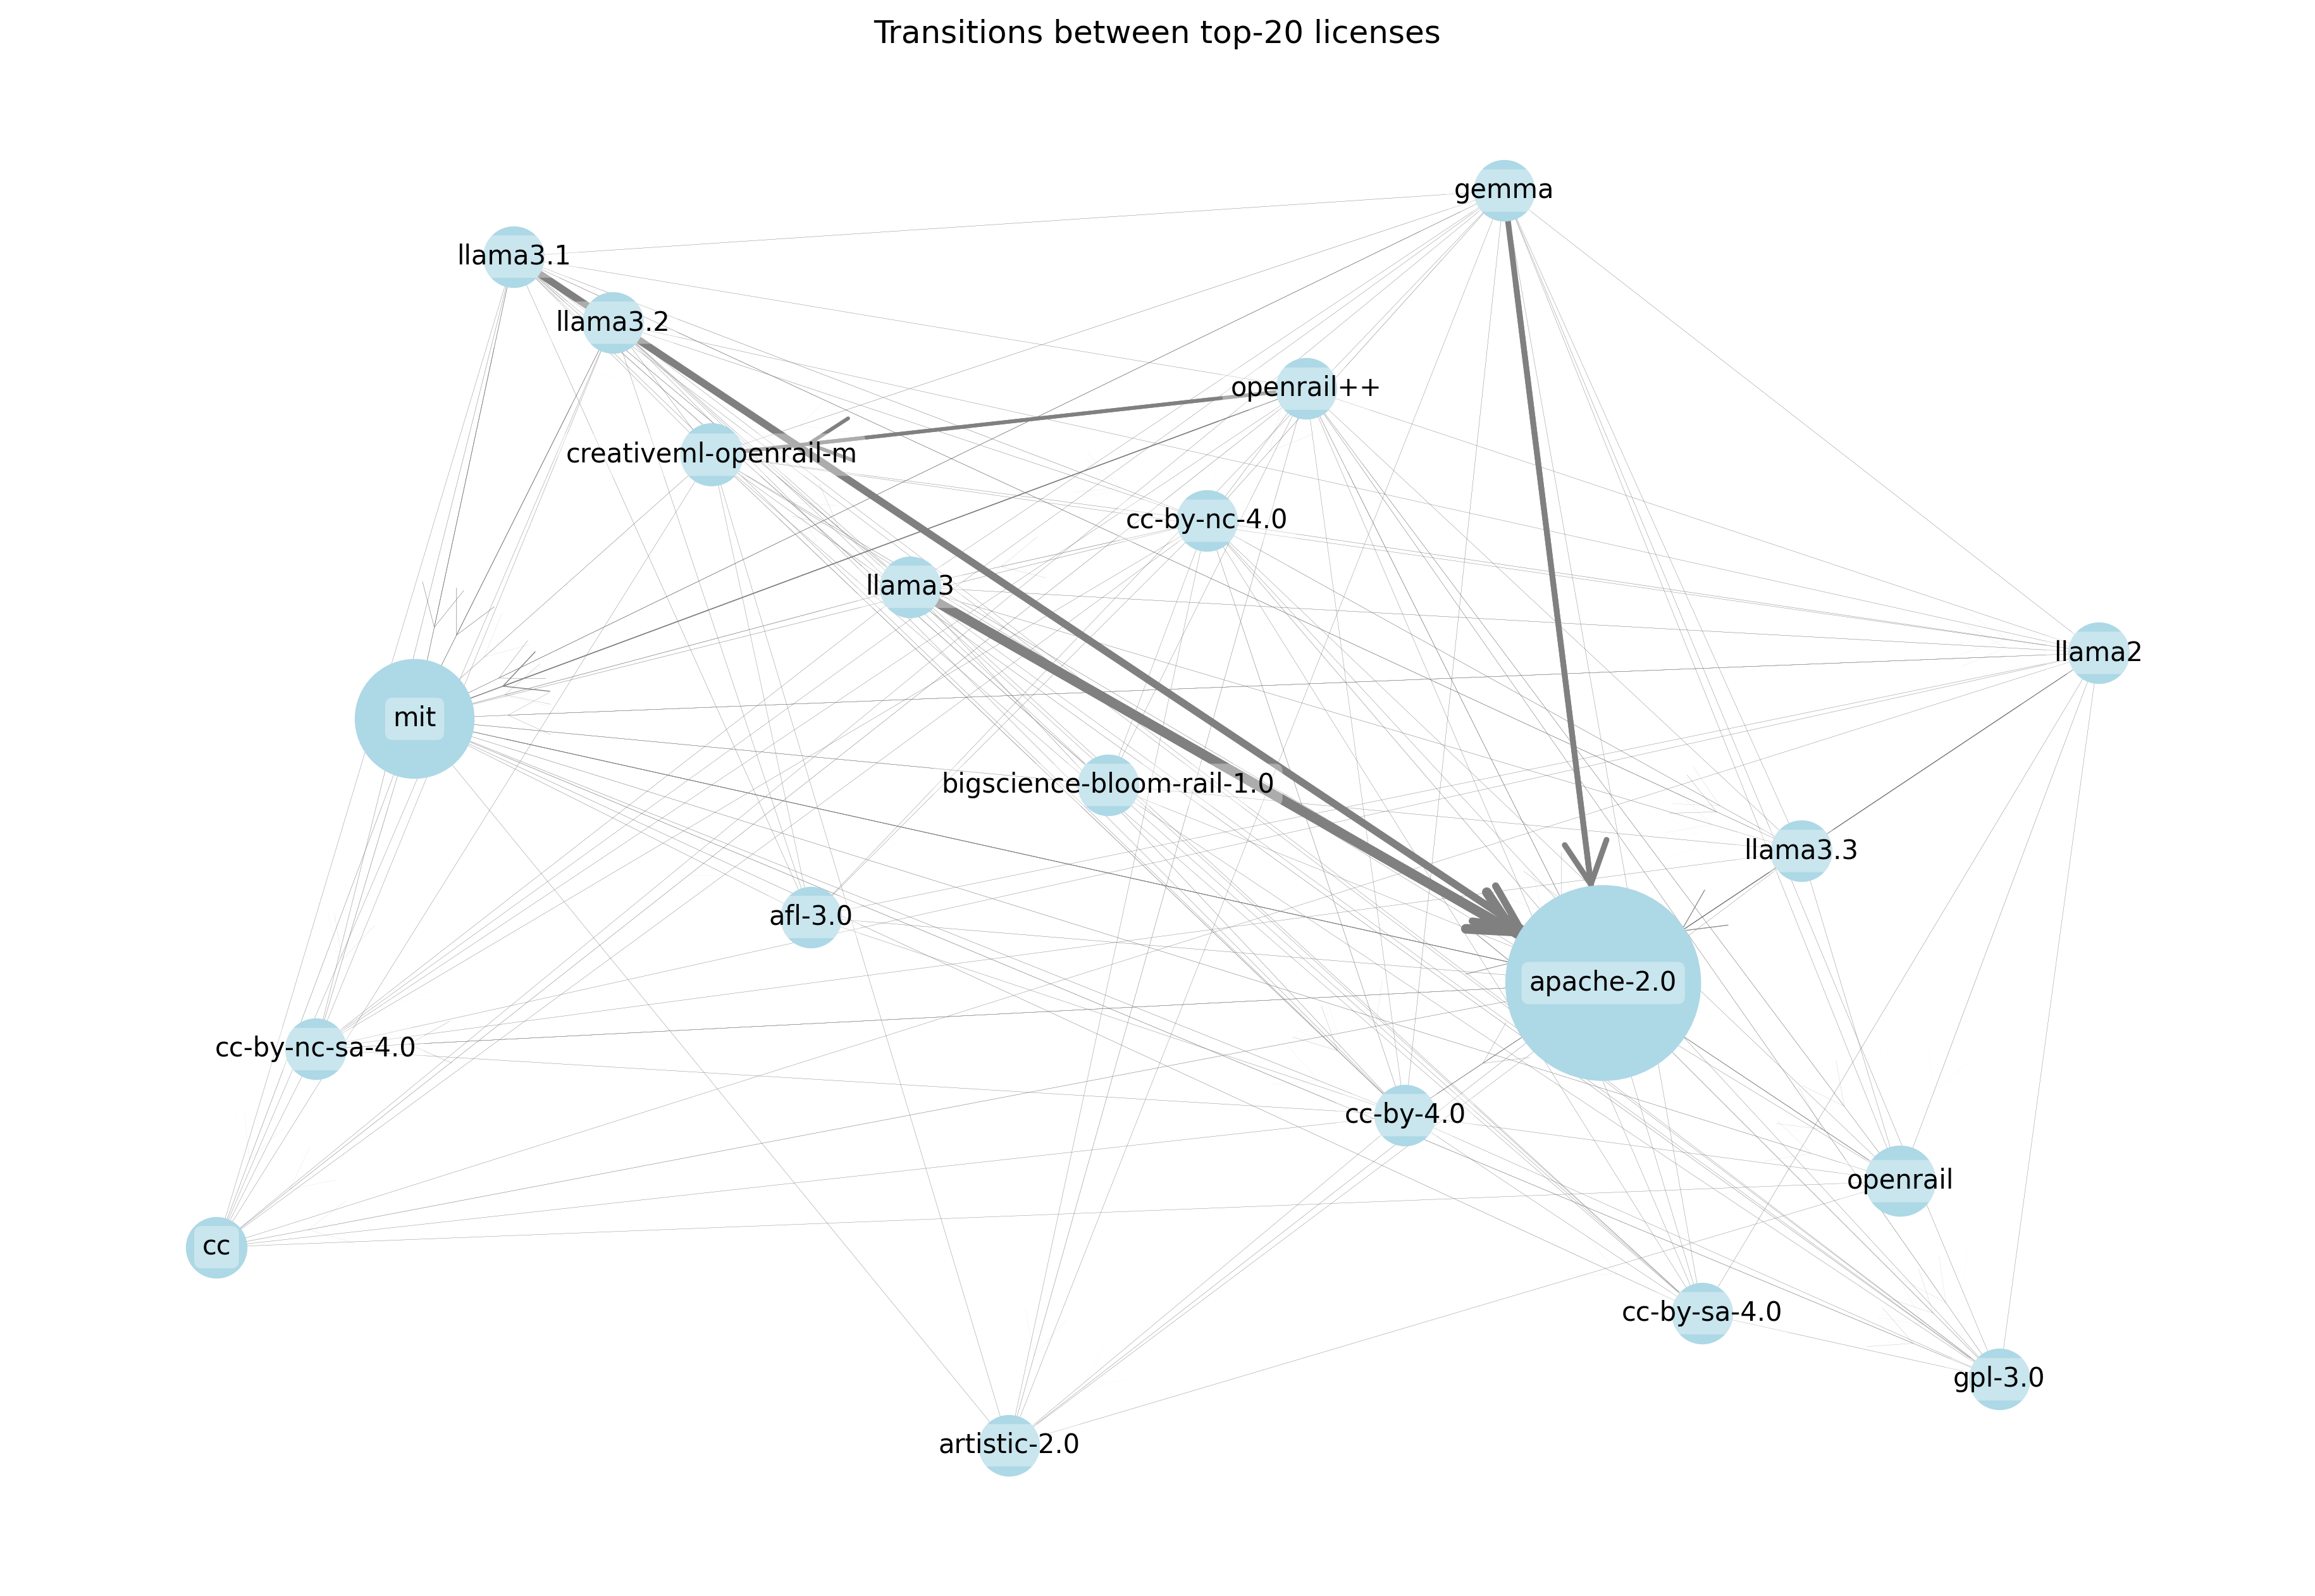 Transitions between top-20 licenses
gemma
llama3.1
llama3.2
openrail++
creativeml-openrail-m
cc-by-nc-4.0
llama3
llama2
mit
bigscience-bloom-rail-1.0
llama3.3
afl-3.0
apache-2.0
cc-by-nc-sa-4.0
cc-by-4.0
openrail
cc
cc-by-sa-4.0
gpl-3.0
artistic-2.0